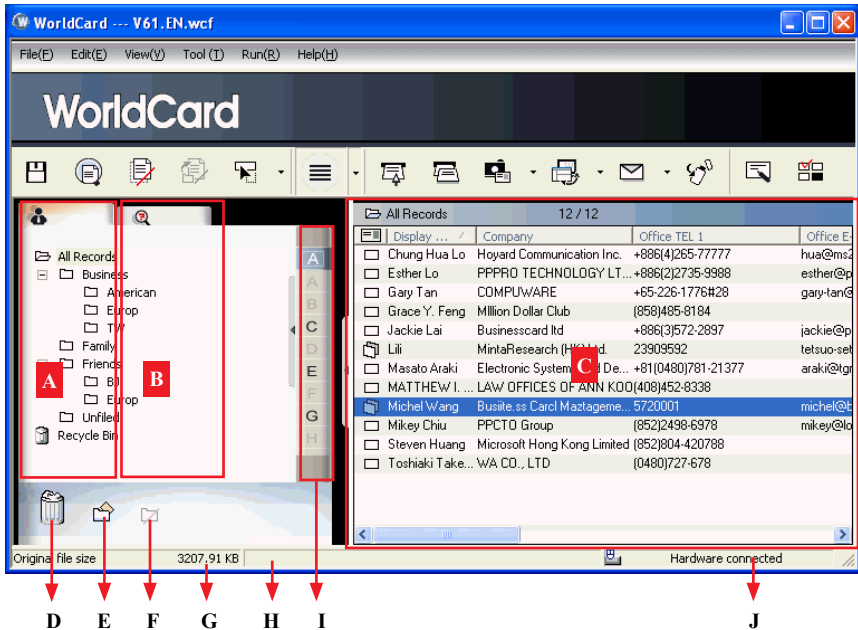 WorldCard --- V61.EN.wcf
File(F) Edit(E) View(V) Tool (T) Run(R) Help(H)
WorldCard
All Records 12 / 12
Display ... Company Office TEL 1 Office E-
Chung Hua Lo Hoyard Communication Inc. +886(4)265-77777 hua@ms2
Esther Lo PPPRO TECHNOLOGY LT... +886(2)2735-9988 esther@p
Gary Tan COMPUWARE +65-226-1776#28 gary-tan@
Grace Y. Feng MIllion Dollar Club (858)485-8184
Jackie Lai Businesscard ltd +886(3)572-2897 jackie@p
Lili MintaResearch (HK) Ltd. 23909592 tetsuo-set
Masato Araki Electronic System d De... +81(0480)781-21377 araki@tgr
MATTHEW I. ... LAW OFFICES OF ANN KOO (408)452-8338
Michel Wang Busiite.ss Carcl Maztageme... 5720001 michel@b
Mikey Chiu PPCTO Group (852)2498-6978 mikey@lo
Steven Huang Microsoft Hong Kong Limited (852)804-420788
Toshiaki Take... WA CO., LTD (0480)727-678
All Records
Business
American
Europ
TW
Family
Friends
BJ
Europ
Unfiled
Recycle Bin
A
B
C
A
A
B
C
D
E
F
G
H
Original file size 3207.91 KB Hardware connected
D E F G H I J